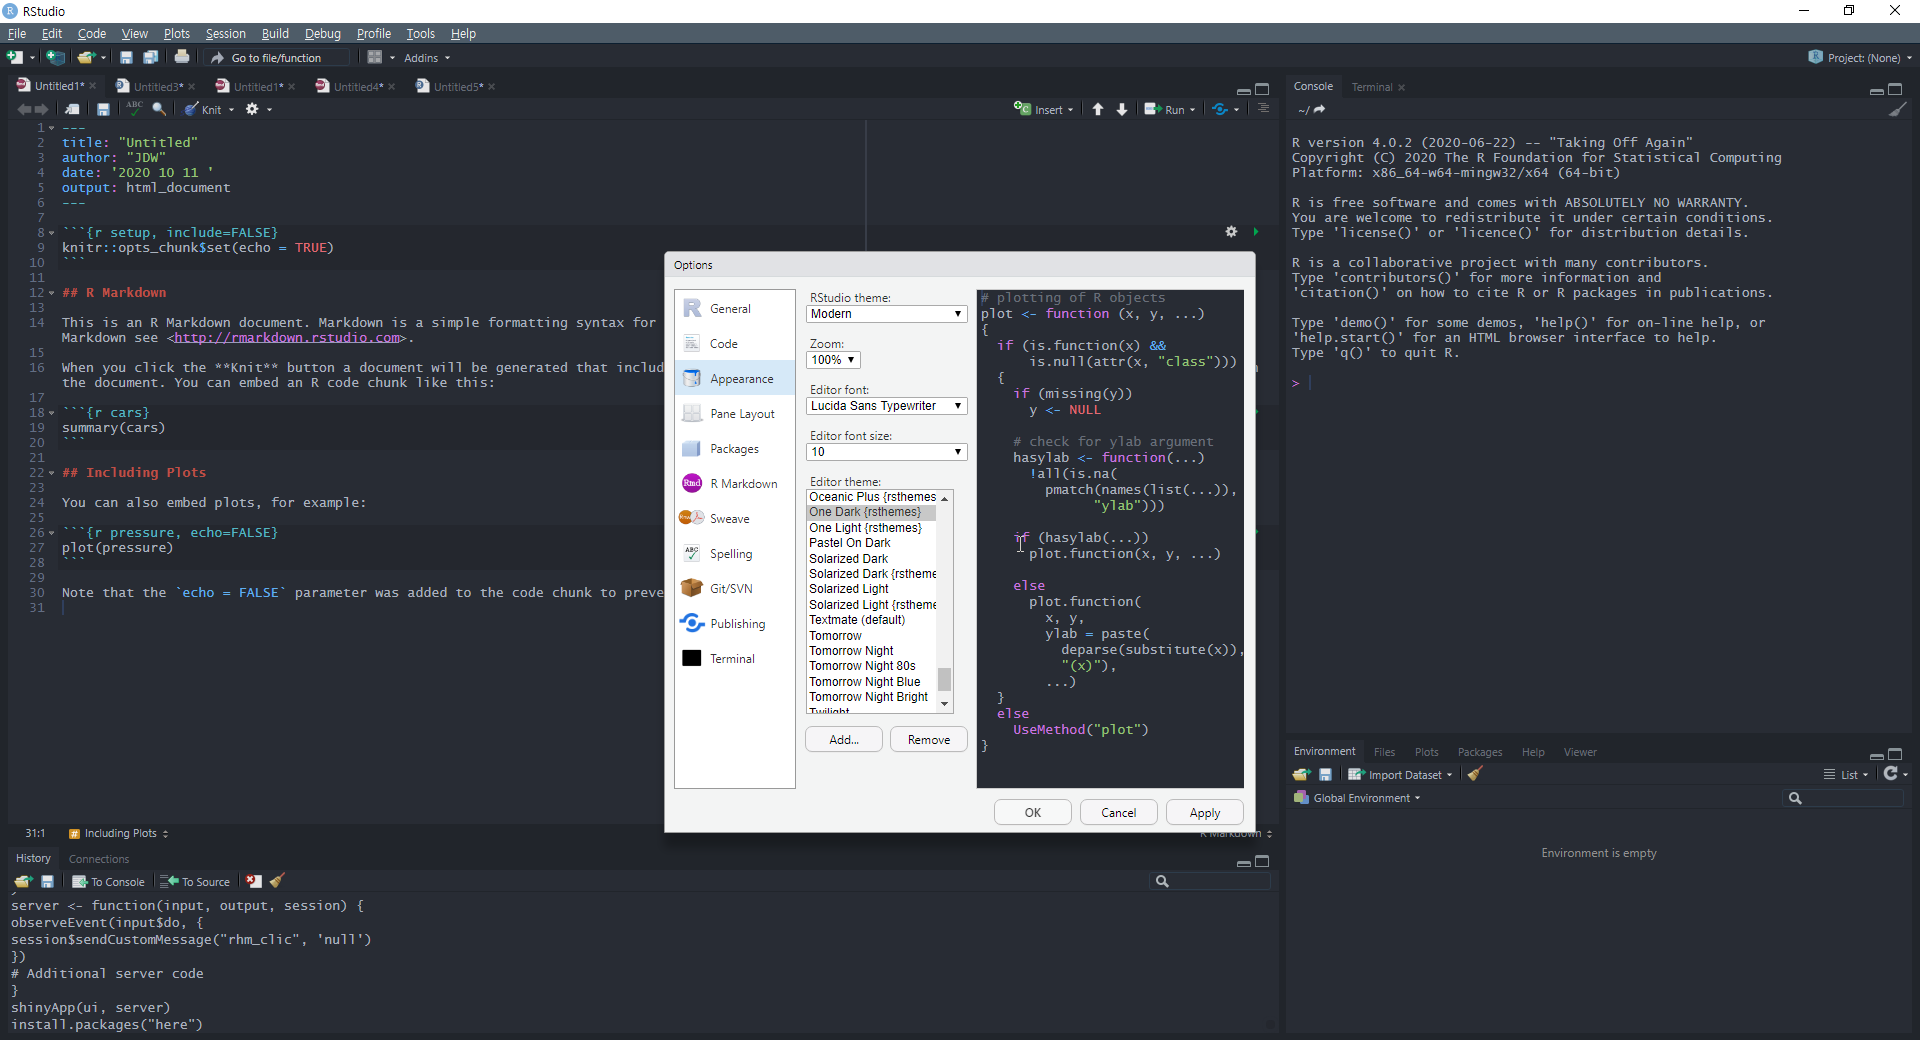 RStudio
File Edit Code View Plots Session Build Debug Profile Tools Help
Go to file/function Addins Project: (None)
Untitled1* Untitled3* Untitled1* Untitled4* Untitled5*
ABC Knit Insert Run
1 ---
2 title: "Untitled"
3 author: "JDW"
4 date: '2020 10 11 '
5 output: html_document
6 ---
7
8 ```{r setup, include=FALSE}
9 knitr::opts_chunk$set(echo = TRUE)
10 ```
11
12 ## R Markdown
13
14 This is an R Markdown document. Markdown is a simple formatting syntax for
Markdown see <http://rmarkdown.rstudio.com>.
15
16 When you click the **Knit** button a document will be generated that includ
the document. You can embed an R code chunk like this:
17
18 ```{r cars}
19 summary(cars)
20 ```
21
22 ## Including Plots
23
24 You can also embed plots, for example:
25
26 ```{r pressure, echo=FALSE}
27 plot(pressure)
28 ```
29
30 Note that the `echo = FALSE` parameter was added to the code chunk to preve
31
31:1 Including Plots R Markdown
Options
General
Code
Appearance
Pane Layout
Packages
Rmd R Markdown
Sweave
ABC Spelling
Git/SVN
Publishing
Terminal
RStudio theme:
Modern
Zoom:
100%
Editor font:
Lucida Sans Typewriter
Editor font size:
10
Editor theme:
Oceanic Plus {rsthemes
One Dark {rsthemes}
One Light {rsthemes}
Pastel On Dark
Solarized Dark
Solarized Dark {rstheme
Solarized Light
Solarized Light {rstheme
Textmate (default)
Tomorrow
Tomorrow Night
Tomorrow Night 80s
Tomorrow Night Blue
Tomorrow Night Bright
Twilight
Add... Remove
# plotting of R objects
plot <- function (x, y, ...)
{
if (is.function(x) &&
is.null(attr(x, "class")))
{
if (missing(y))
y <- NULL
# check for ylab argument
hasylab <- function(...)
!all(is.na(
pmatch(names(list(...)),
"ylab")))
if (hasylab(...))
plot.function(x, y, ...)
else
plot.function(
x, y,
ylab = paste(
deparse(substitute(x)),
"(x)"),
...)
}
else
UseMethod("plot")
}
OK Cancel Apply
History Connections
To Console To Source
server <- function(input, output, session) {
observeEvent(input$do, {
session$sendCustomMessage("rhm_clic", 'null')
})
# Additional server code
}
shinyApp(ui, server)
install.packages("here")
Console Terminal
~/
R version 4.0.2 (2020-06-22) -- "Taking Off Again"
Copyright (C) 2020 The R Foundation for Statistical Computing
Platform: x86_64-w64-mingw32/x64 (64-bit)
R is free software and comes with ABSOLUTELY NO WARRANTY.
You are welcome to redistribute it under certain conditions.
Type 'license()' or 'licence()' for distribution details.
R is a collaborative project with many contributors.
Type 'contributors()' for more information and
'citation()' on how to cite R or R packages in publications.
Type 'demo()' for some demos, 'help()' for on-line help, or
'help.start()' for an HTML browser interface to help.
Type 'q()' to quit R.
>
Environment Files Plots Packages Help Viewer
Import Dataset List
Global Environment
Environment is empty